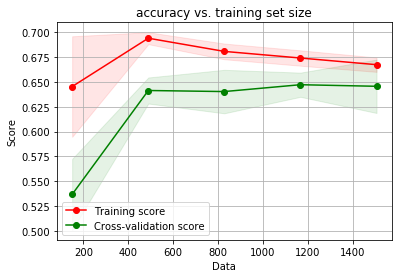 accuracy vs. training set size
0.700
0.675
0.650
0.625
0.600
0.575
0.550
0.525
0.500
Score
Training score
Cross-validation score
200 400 600 800 1000 1200 1400
Data